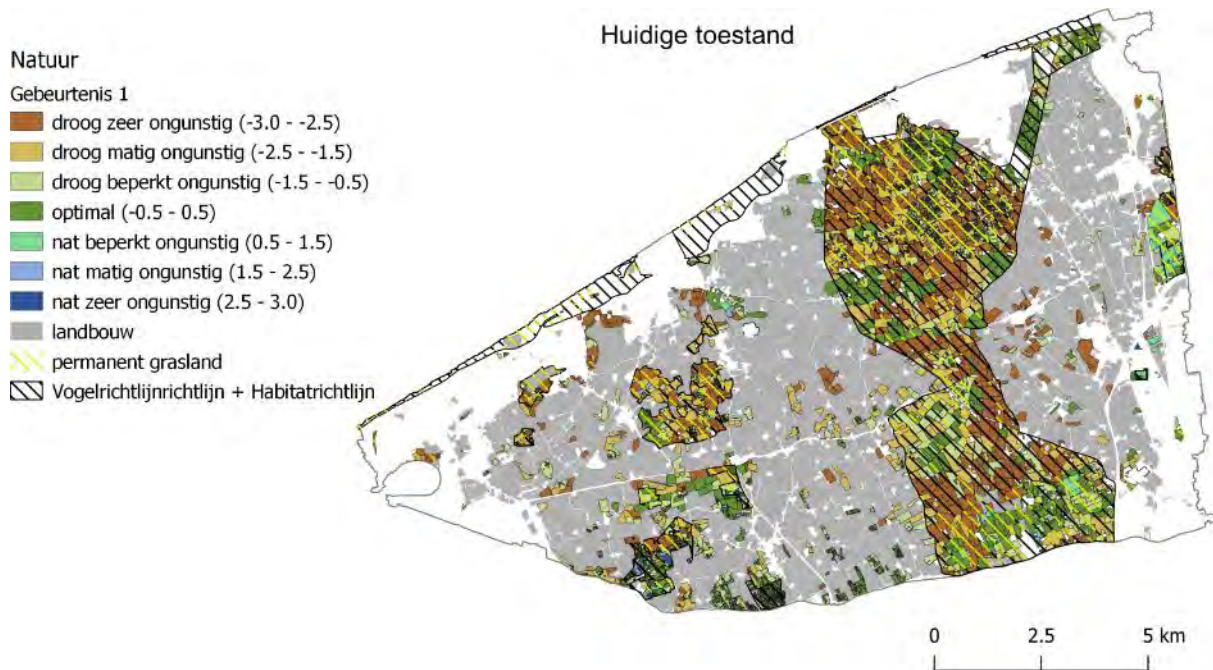 Huidige toestand
Natuur
Gebeurtenis 1
droog zeer ongunstig (-3.0 - -2.5)
droog matig ongunstig (-2.5 - -1.5)
droog beperkt ongunstig (-1.5 - -0.5)
optimal (-0.5 - 0.5)
nat beperkt ongunstig (0.5 - 1.5)
nat matig ongunstig (1.5 - 2.5)
nat zeer ongunstig (2.5 - 3.0)
landbouw
permanent grasland
Vogelrichtlijnrichtlijn + Habitatrichtlijn
0 2.5 5 km